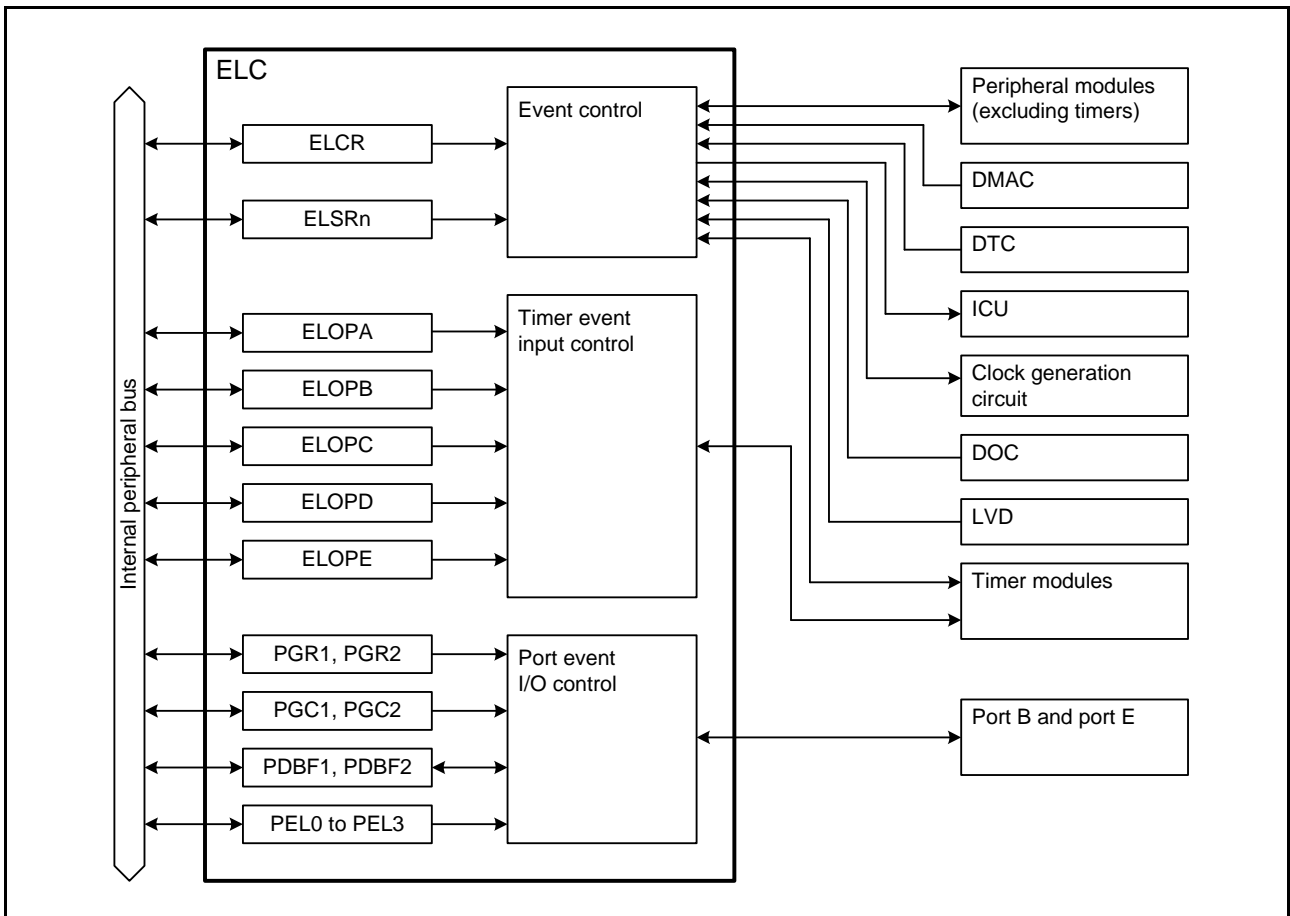 ELC
Internal peripheral bus
ELCR
ELSRn
ELOPA
ELOPB
ELOPC
ELOPD
ELOPE
PGR1, PGR2
PGC1, PGC2
PDBF1, PDBF2
PEL0 to PEL3
Event control
Timer event
input control
Port event
I/O control
Peripheral modules
(excluding timers)
DMAC
DTC
ICU
Clock generation
circuit
DOC
LVD
Timer modules
Port B and port E